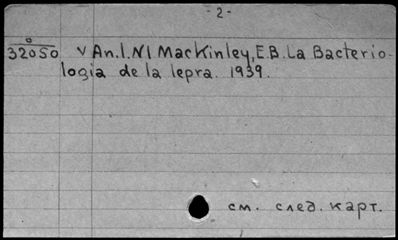 - 2 -
o
32050 v An.I.N1 MacKinley, E.B. La Bacterio-
logia de la lepra. 1939.
см. след. карт.